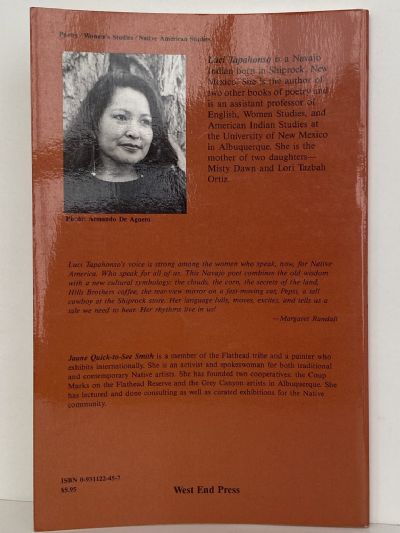 Poetry / Women's Studies / Native American Studies
Luci Tapahonso is a Navajo
Indian born in Shiprock, New
Mexico. She is the author of
two other books of poetry and
is an assistant professor of
English, Women Studies, and
American Indian Studies at
the University of New Mexico
in Albuquerque. She is the
mother of two daughters—
Misty Dawn and Lori Tazbah
Ortiz.
Photo: Armando De Aguero
Luci Tapahonso's voice is strong among the women who speak, now, for Native
America. Who speak for all of us. This Navajo poet combines the old wisdom
with a new cultural symbology: the clouds, the corn, the secrets of the land,
Hills Brothers coffee, the rear-view mirror on a fast-moving car, Pepsi, a tall
cowboy at the Shiprock store. Her language lulls, moves, excites, and tells us a
tale we need to hear. Her rhythms live in us!
—Margaret Randall
Jaune Quick-to-See Smith is a member of the Flathead tribe and a painter who
exhibits internationally. She is an activist and spokeswoman for both traditional
and contemporary Native artists. She has founded two cooperatives: the Coup
Marks on the Flathead Reserve and the Grey Canyon artists in Albuquerque. She
has lectured and done consulting as well as curated exhibitions for the Native
community.
ISBN 0-931122-45-7
$5.95
West End Press